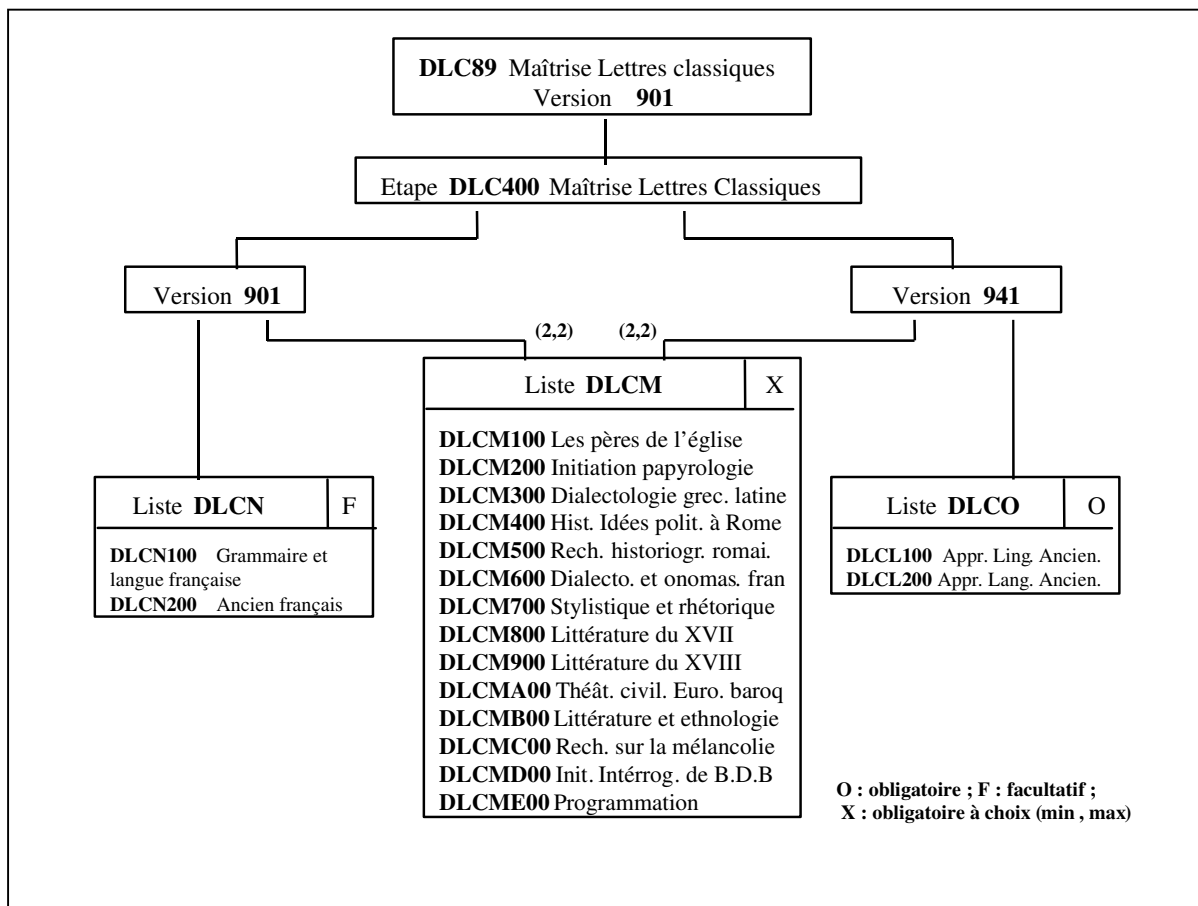 DLC89 Maîtrise Lettres classiques
Version 901
Etape DLC400 Maîtrise Lettres Classiques
Version 901
Version 941
(2,2)
(2,2)
Liste DLCM X
DLCM100 Les pères de l'église
DLCM200 Initiation papyrologie
DLCM300 Dialectologie grec. latine
DLCM400 Hist. Idées polit. à Rome
DLCM500 Rech. historiogr. romai.
DLCM600 Dialecto. et onomas. fran
DLCM700 Stylistique et rhétorique
DLCM800 Littérature du XVII
DLCM900 Littérature du XVIII
DLCMA00 Théât. civil. Euro. baroq
DLCMB00 Littérature et ethnologie
DLCMC00 Rech. sur la mélancolie
DLCMD00 Init. Intérrog. de B.D.B
DLCME00 Programmation
Liste DLCN F
DLCN100 Grammaire et
langue française
DLCN200 Ancien français
Liste DLCO O
DLCL100 Appr. Ling. Ancien.
DLCL200 Appr. Lang. Ancien.
O : obligatoire ; F : facultatif ;
X : obligatoire à choix (min , max)